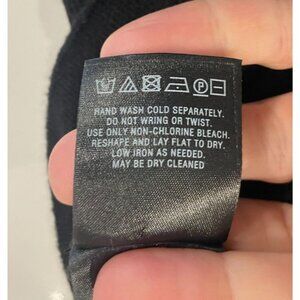 HAND WASH COLD SEPARATELY.
DO NOT WRING OR TWIST.
USE ONLY NON-CHLORINE BLEACH.
RESHAPE AND LAY FLAT TO DRY.
LOW IRON AS NEEDED.
MAY BE DRY CLEANED